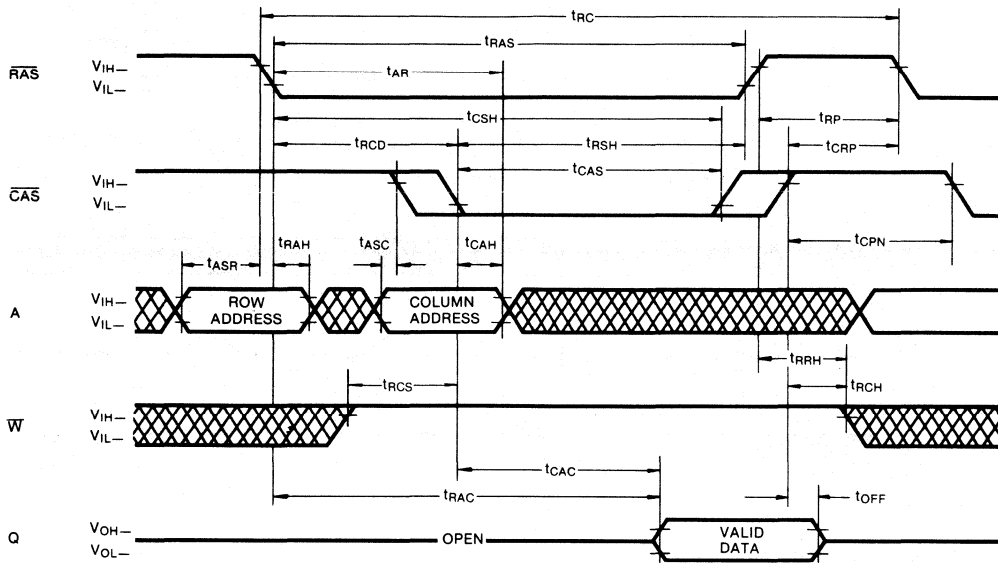 tRC
tRAS
RAS
VIH—
VIL—
tAR
tCSH
tRP
tRCD
tRSH
tCRP
CAS
VIH—
VIL—
tCAS
tRAH
tASC
tCAH
tCPN
tASR
A
VIH—
VIL—
ROW
ADDRESS
COLUMN
ADDRESS
tRRH
tRCS
tRCH
W
VIH—
VIL—
tCAC
tRAC
tOFF
Q
VOH—
VOL—
OPEN
VALID
DATA